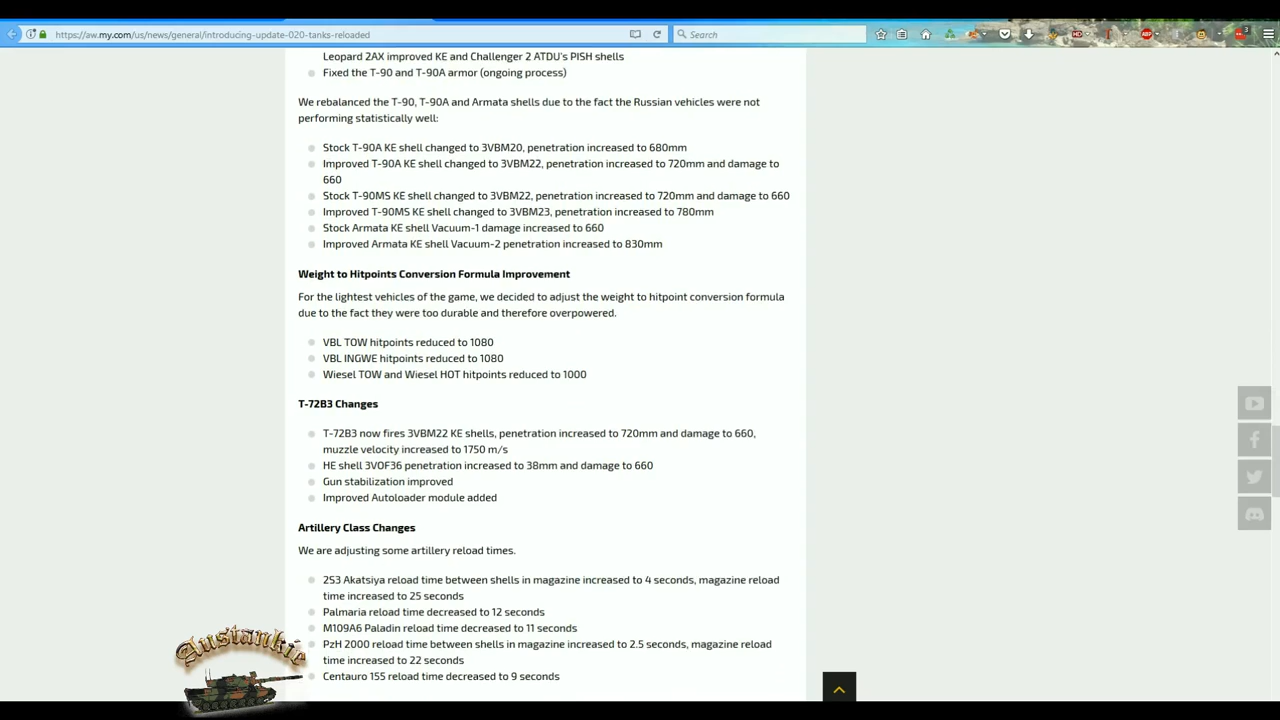 https://aw.my.com/us/news/general/introducing-update-020-tanks-reloaded
Search
Leopard 2AX improved KE and Challenger 2 ATDU's PISH shells
Fixed the T-90 and T-90A armor (ongoing process)
We rebalanced the T-90, T-90A and Armata shells due to the fact the Russian vehicles were not
performing statistically well:
Stock T-90A KE shell changed to 3VBM20, penetration increased to 680mm
Improved T-90A KE shell changed to 3VBM22, penetration increased to 720mm and damage to
660
Stock T-90MS KE shell changed to 3VBM22, penetration increased to 720mm and damage to 660
Improved T-90MS KE shell changed to 3VBM23, penetration increased to 780mm
Stock Armata KE shell Vacuum-1 damage increased to 660
Improved Armata KE shell Vacuum-2 penetration increased to 830mm
Weight to Hitpoints Conversion Formula Improvement
For the lightest vehicles of the game, we decided to adjust the weight to hitpoint conversion formula
due to the fact they were too durable and therefore overpowered.
VBL TOW hitpoints reduced to 1080
VBL INGWE hitpoints reduced to 1080
Wiesel TOW and Wiesel HOT hitpoints reduced to 1000
T-72B3 Changes
T-72B3 now fires 3VBM22 KE shells, penetration increased to 720mm and damage to 660,
muzzle velocity increased to 1750 m/s
HE shell 3VOF36 penetration increased to 38mm and damage to 660
Gun stabilization improved
Improved Autoloader module added
Artillery Class Changes
We are adjusting some artillery reload times.
2S3 Akatsiya reload time between shells in magazine increased to 4 seconds, magazine reload
time increased to 25 seconds
Palmaria reload time decreased to 12 seconds
M109A6 Paladin reload time decreased to 11 seconds
PzH 2000 reload time between shells in magazine increased to 2.5 seconds, magazine reload
time increased to 22 seconds
Centauro 155 reload time decreased to 9 seconds
Austankie